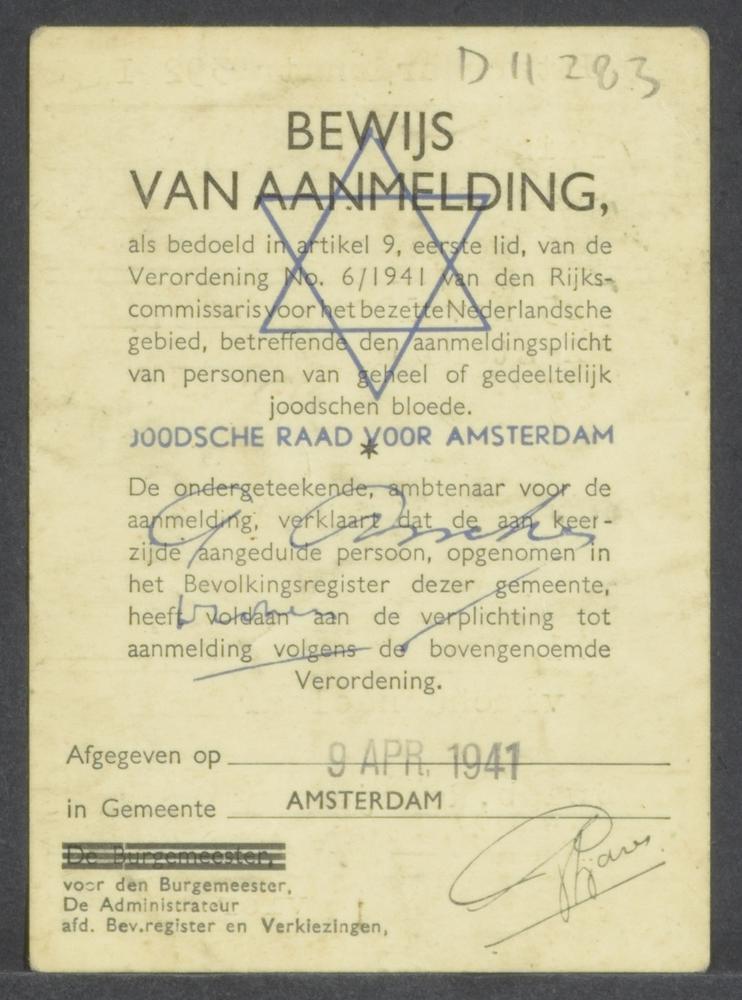 D 11 283
BEWIJS
VAN AANMELDING,
als bedoeld in artikel 9, eerste lid, van de
Verordening No. 6/1941 van den Rijks-
commissaris voor het bezette Nederlandsche
gebied, betreffende den aanmeldingsplicht
van personen van geheel of gedeeltelijk
joodschen bloede.
JOODSCHE RAAD VOOR AMSTERDAM
*
De ondergeteekende, ambtenaar voor de
aanmelding, verklaart dat de aan keer-
zijde aangeduide persoon, opgenomen in
het Bevolkingsregister dezer gemeente,
heeft voldaan aan de verplichting tot
aanmelding volgens de bovengenoemde
Verordening.
Afgegeven op 9 APR. 1941
in Gemeente AMSTERDAM
De Burgemeester,
voor den Burgemeester,
De Administrateur
afd. Bev.register en Verkiezingen,